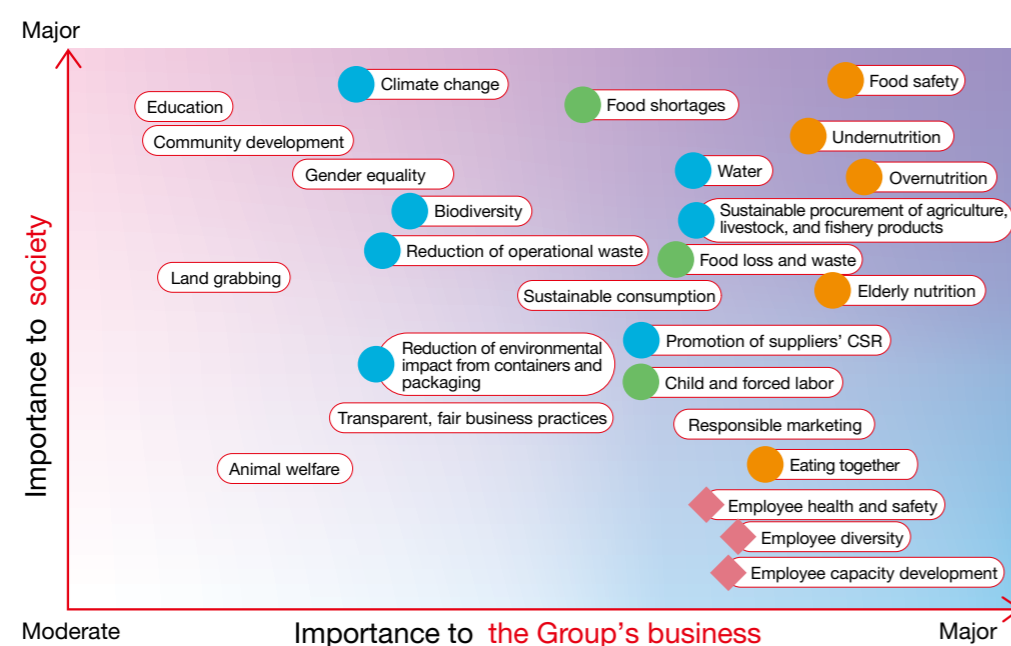 Major
Climate change
Food safety
Education
Food shortages
Community development
Undernutrition
Gender equality
Water
Overnutrition
Biodiversity
Sustainable procurement of agriculture,
livestock, and fishery products
Reduction of operational waste
Food loss and waste
Land grabbing
Sustainable consumption
Elderly nutrition
Importance to society
Reduction of environmental
impact from containers and
packaging
Promotion of suppliers’ CSR
Child and forced labor
Transparent, fair business practices
Responsible marketing
Animal welfare
Eating together
Employee health and safety
Employee diversity
Employee capacity development
Moderate
Importance to the Group’s business
Major